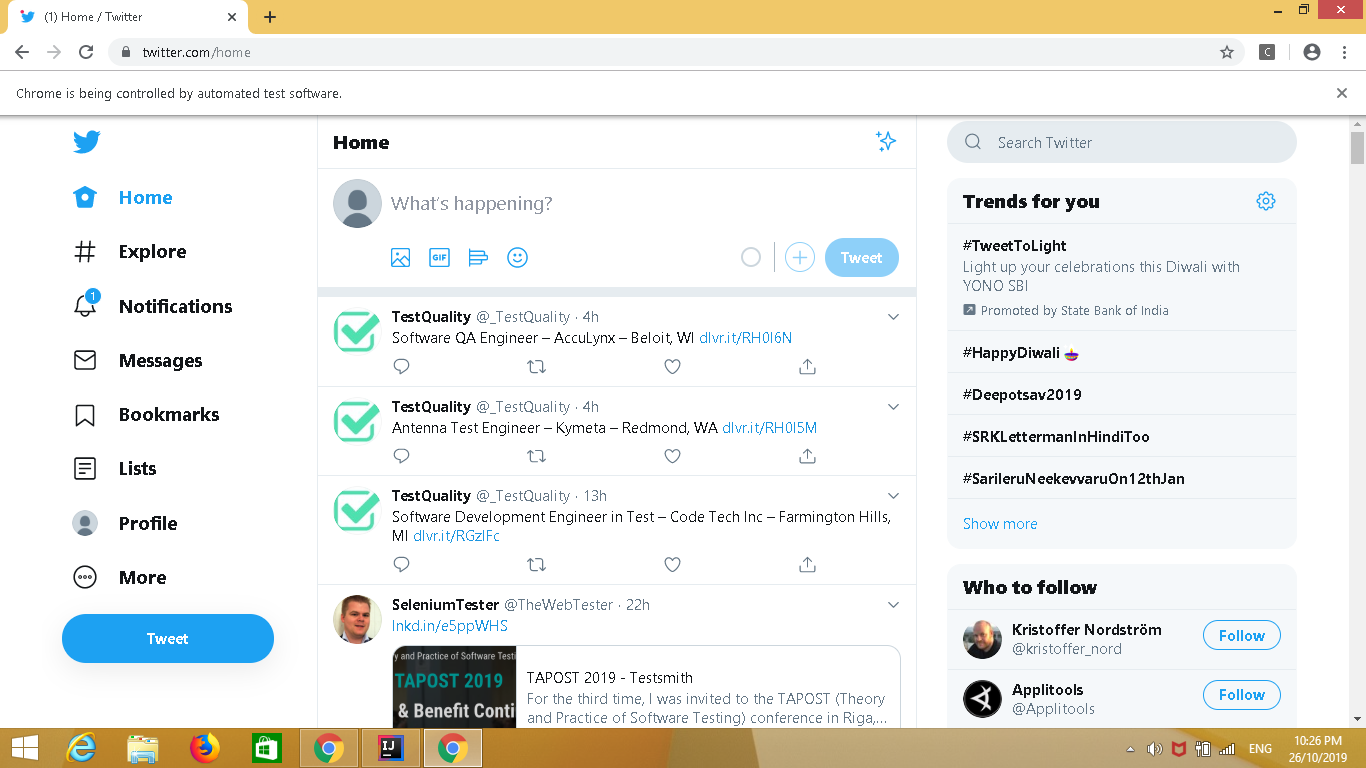 (1) Home / Twitter
twitter.com/home
C
Chrome is being controlled by automated test software.
Home
Explore
1
Notifications
Messages
Bookmarks
Lists
Profile
More
Tweet
Home
What's happening?
GIF
Tweet
TestQuality @_TestQuality · 4h
Software QA Engineer – AccuLynx – Beloit, WI dlvr.it/RH0I6N
TestQuality @_TestQuality · 4h
Antenna Test Engineer – Kymeta – Redmond, WA dlvr.it/RH0I5M
TestQuality @_TestQuality · 13h
Software Development Engineer in Test – Code Tech Inc – Farmington Hills,
MI dlvr.it/RGzlFc
SeleniumTester @TheWebTester · 22h
lnkd.in/e5ppWHS
y and Practice of Software Testi
TAPOST 2019
& Benefit Conti
TAPOST 2019 - Testsmith
For the third time, I was invited to the TAPOST (Theory
and Practice of Software Testing) conference in Riga,...
Search Twitter
Trends for you
#TweetToLight
Light up your celebrations this Diwali with
YONO SBI
Promoted by State Bank of India
#HappyDiwali
#Deepotsav2019
#SRKLettermanInHindiToo
#SarileruNeekevvaruOn12thJan
Show more
Who to follow
Kristoffer Nordström
@kristoffer_nord
Follow
Applitools
@Applitools
Follow
IJ
ENG
10:26 PM
26/10/2019